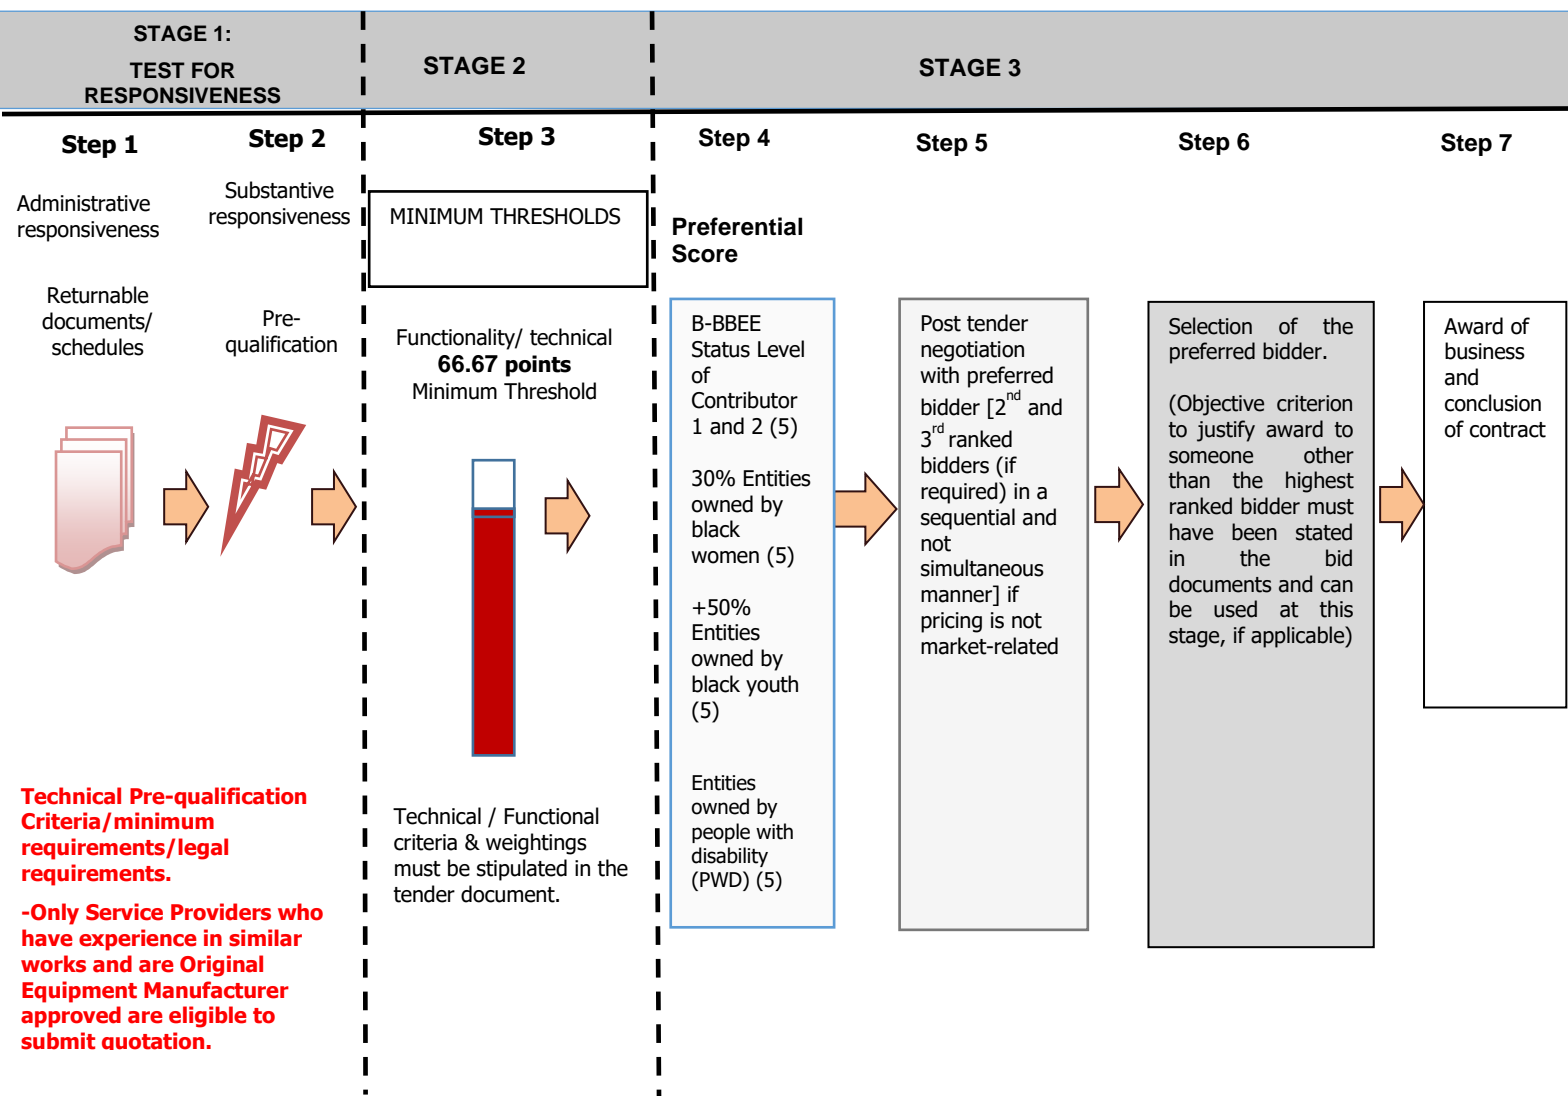 STAGE 1:
TEST FOR
RESPONSIVENESS
STAGE 2
STAGE 3
Step 1
Step 2
Step 3
Step 4
Step 5
Step 6
Step 7
Administrative
responsiveness
Returnable
documents/
schedules
Substantive
responsiveness
Pre-
qualification
Technical Pre-qualification
Criteria/minimum
requirements/legal
requirements.
-Only Service Providers who
have experience in similar
works and are Original
Equipment Manufacturer
approved are eligible to
submit quotation.
MINIMUM THRESHOLDS
Functionality/ technical
66.67 points
Minimum Threshold
Technical / Functional
criteria & weightings
must be stipulated in the
tender document.
Preferential
Score
B-BBEE
Status Level
of
Contributor
1 and 2 (5)
30% Entities
owned by
black
women (5)
+50%
Entities
owned by
black youth
(5)
Entities
owned by
people with
disability
(PWD) (5)
Post tender
negotiation
with preferred
bidder [2nd and
3rd ranked
bidders (if
required) in a
sequential and
not
simultaneous
manner] if
pricing is not
market-related
Selection of the
preferred bidder.
(Objective criterion
to justify award to
someone other
than the highest
ranked bidder must
have been stated
in the bid
documents and can
be used at this
stage, if applicable)
Award of
business
and
conclusion
of contract